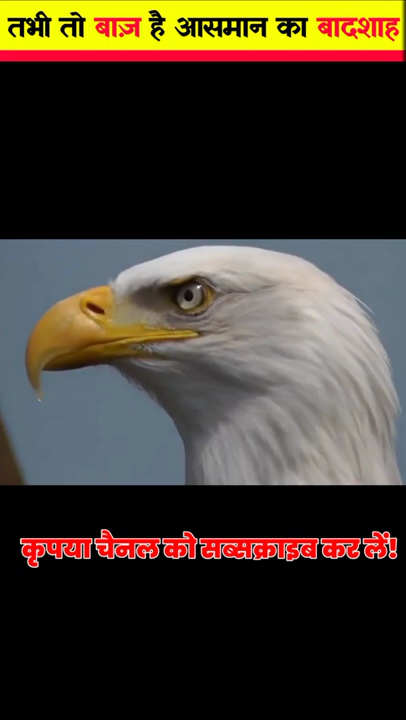 तभी तो बाज़ है आसमान का बादशाह
कृपया चैनल को सब्सक्राइब कर लें!